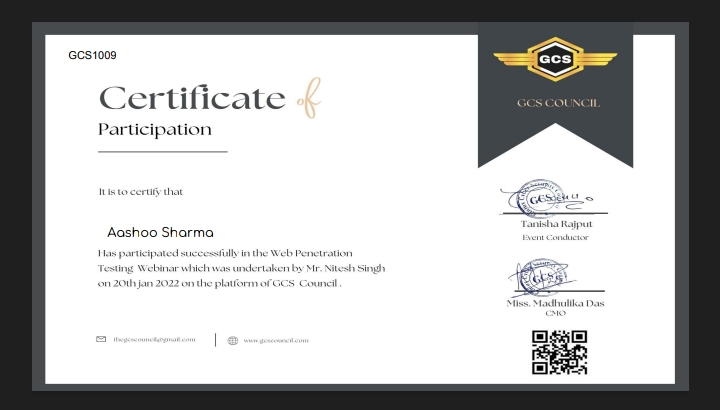 GCS1009
GCS
GCS COUNCIL
Certificate of
Participation
It is to certify that
Aashoo Sharma
Has participated successfully in the Web Penetration
Testing Webinar which was undertaken by Mr. Nitesh Singh
on 20th jan 2022 on the platform of GCS Council .
Tanisha Rajput
Event Conductor
Miss. Madhulika Das
CMO
thegcscouncil@gmail.com
www.gcscouncil.com